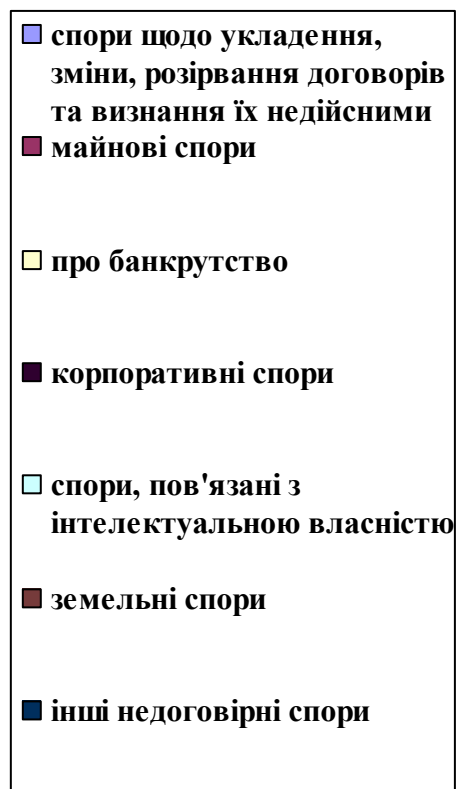 спори щодо укладення,
зміни, розірвання договорів
та визнання їх недійсними
майнові спори
про банкрутство
корпоративні спори
спори, пов'язані з
інтелектуальною власністю
земельні спори
інші недоговірні спори